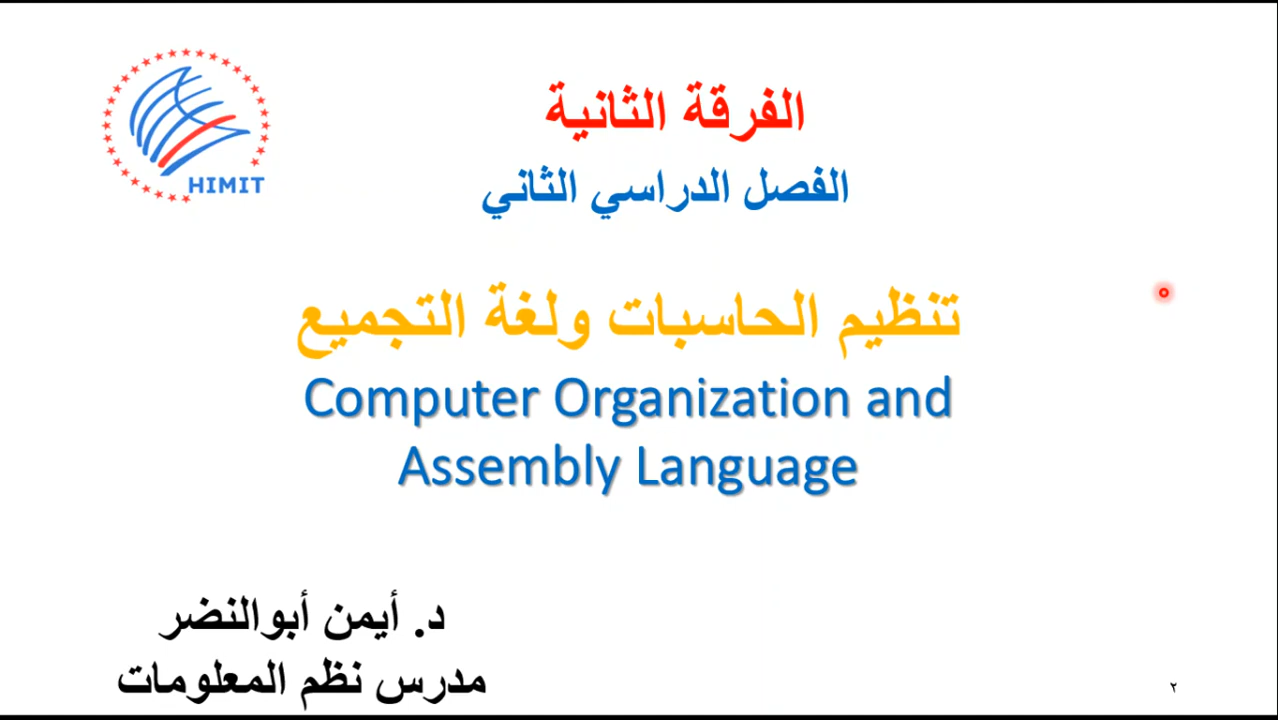 HIMIT
الفرقة الثانية
الفصل الدراسي الثاني
تنظيم الحاسبات ولغة التجميع
Computer Organization and
Assembly Language
د. أيمن أبوالنضر
مدرس نظم المعلومات
٢